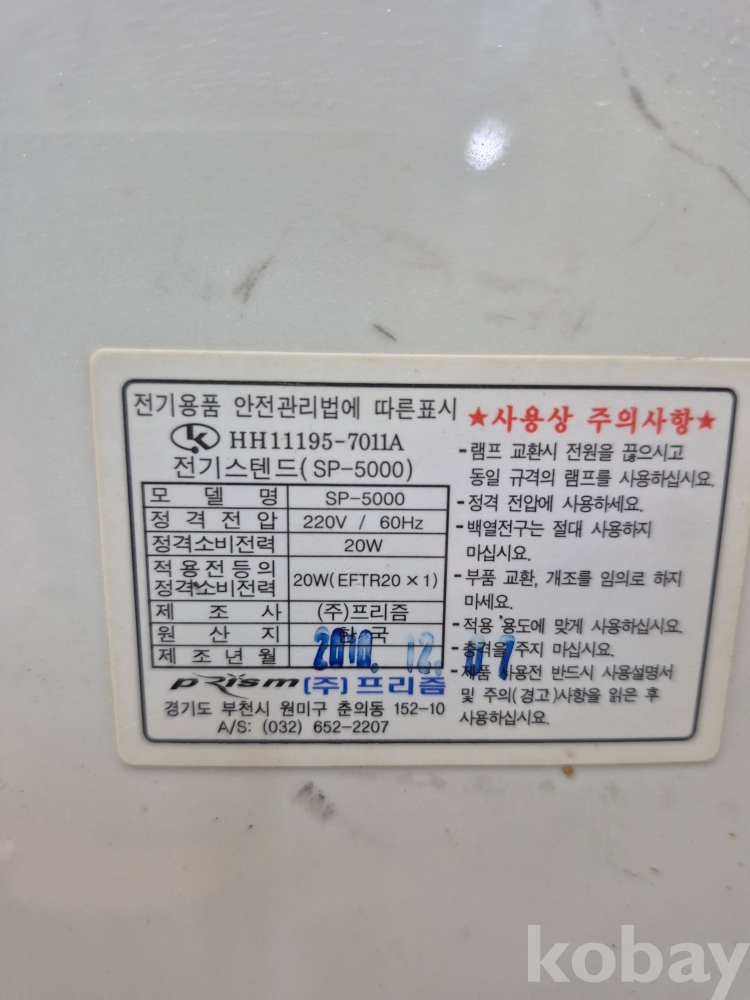 전기용품 안전관리법에 따른표시
HH11195-7011A
전기스텐드(SP-5000)
모 델 명 SP-5000
정 격 전 압 220V / 60Hz
정격소비전력 20W
적 용 전 등 의
정격소비전력 20W(EFTR20×1)
제 조 사 (주)프리즘
원 산 지 한 국
제 조 년 월 2010. 12. 07
prism (주)프리즘
경기도 부천시 원미구 춘의동 152-10
A/S: (032) 652-2207
★사용상 주의사항★
-램프 교환시 전원을 끊으시고
동일 규격의 램프를 사용하십시요.
-정격 전압에 사용하세요.
-백열전구는 절대 사용하지
마십시요.
-부품 교환, 개조를 임의로 하지
마세요.
-적용 용도에 맞게 사용하십시요.
-충격을 주지 마십시요.
-제품 사용전 반드시 사용설명서
및 주의(경고)사항을 읽은 후
사용하십시요.
kobay